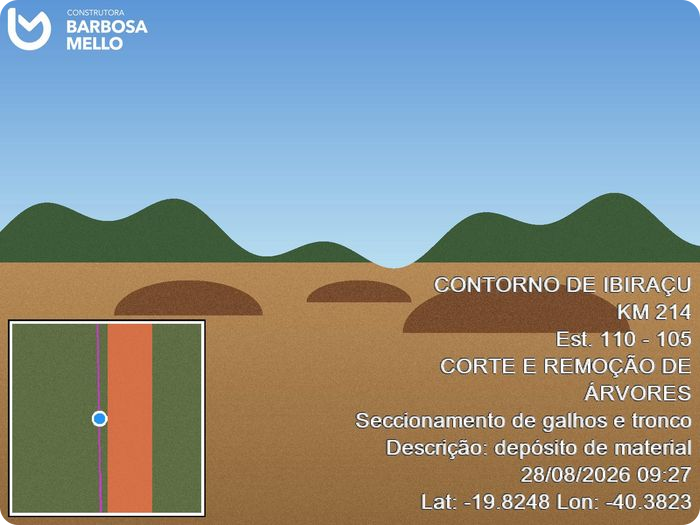 CONSTRUTORA
BARBOSA
MELLO
CONTORNO DE IBIRAÇU
KM 214
Est. 110 - 105
CORTE E REMOÇÃO DE
ÁRVORES
Seccionamento de galhos e tronco
Descrição: depósito de material
28/08/2026 09:27
Lat: -19.8248 Lon: -40.3823